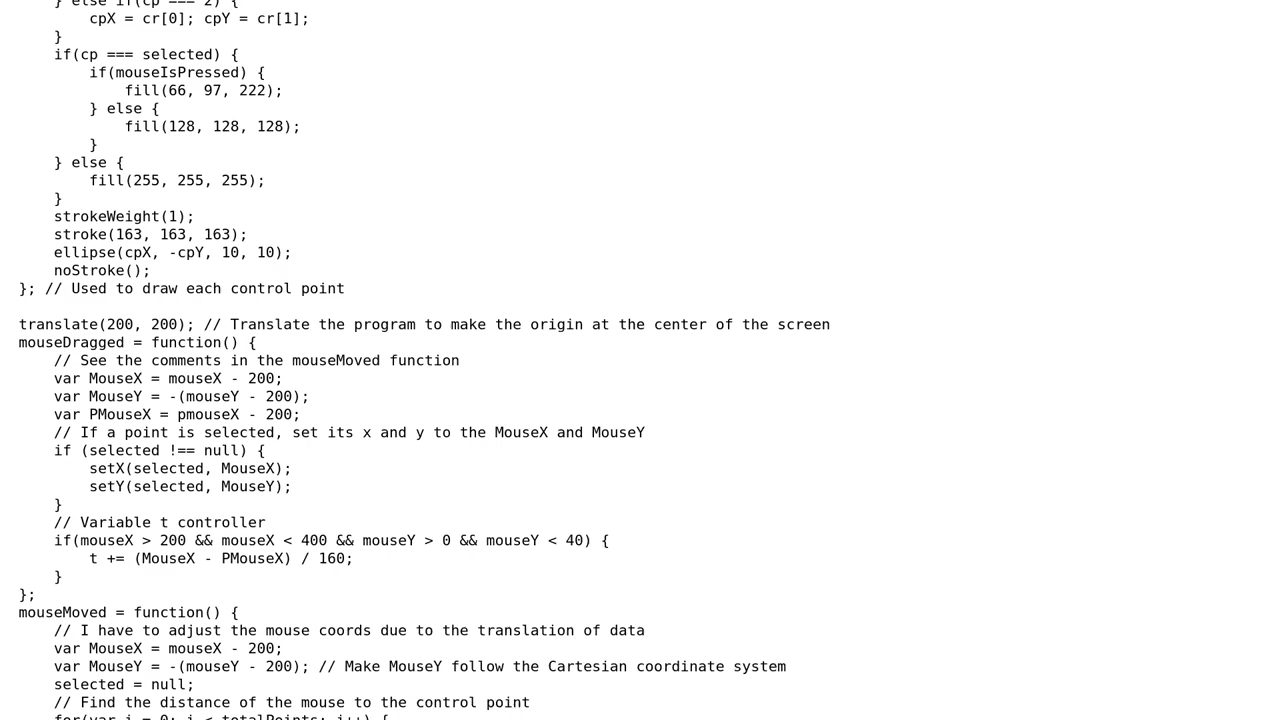 } else if(cp === 2) {
        cpX = cr[0]; cpY = cr[1];
    }
    if(cp === selected) {
        if(mouseIsPressed) {
            fill(66, 97, 222);
        } else {
            fill(128, 128, 128);
        }
    } else {
        fill(255, 255, 255);
    }
    strokeWeight(1);
    stroke(163, 163, 163);
    ellipse(cpX, -cpY, 10, 10);
    noStroke();
}; // Used to draw each control point

translate(200, 200); // Translate the program to make the origin at the center of the screen
mouseDragged = function() {
    // See the comments in the mouseMoved function
    var MouseX = mouseX - 200;
    var MouseY = -(mouseY - 200);
    var PMouseX = pmouseX - 200;
    // If a point is selected, set its x and y to the MouseX and MouseY
    if (selected !== null) {
        setX(selected, MouseX);
        setY(selected, MouseY);
    }
    // Variable t controller
    if(mouseX > 200 && mouseX < 400 && mouseY > 0 && mouseY < 40) {
        t += (MouseX - PMouseX) / 160;
    }
};
mouseMoved = function() {
    // I have to adjust the mouse coords due to the translation of data
    var MouseX = mouseX - 200;
    var MouseY = -(mouseY - 200); // Make MouseY follow the Cartesian coordinate system
    selected = null;
    // Find the distance of the mouse to the control point
    for(var i = 0; i < totalPoints; i++) {